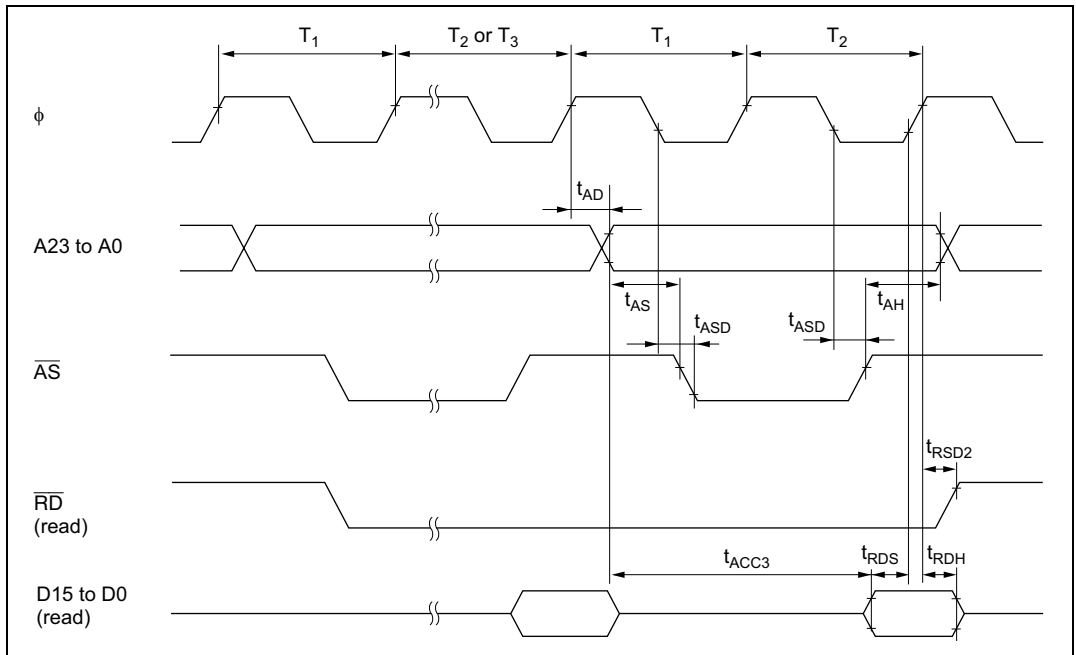 T1 T2 or T3 T1 T2
φ
tAD
A23 to A0
tAS tAH
tASD tASD
AS
tRSD2
RD
(read)
tACC3 tRDS tRDH
D15 to D0
(read)